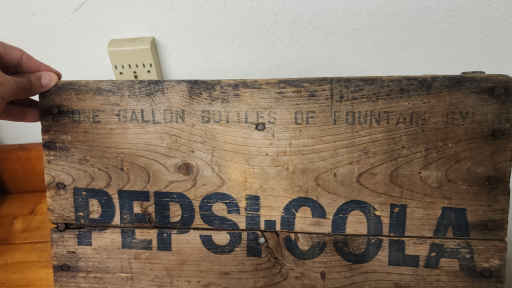 ONE GALLON BOTTLES OF FOUNTAIN
PEPSI-COLA